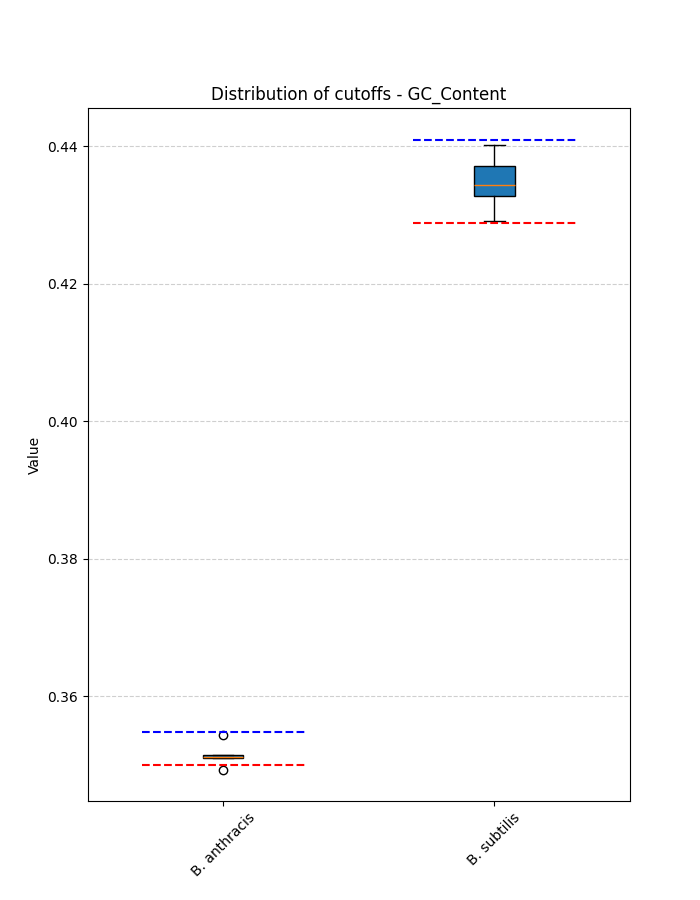 Distribution of cutoffs - GC_Content
0.44
0.42
0.40
0.38
0.36
Value
B. anthracis
B. subtilis